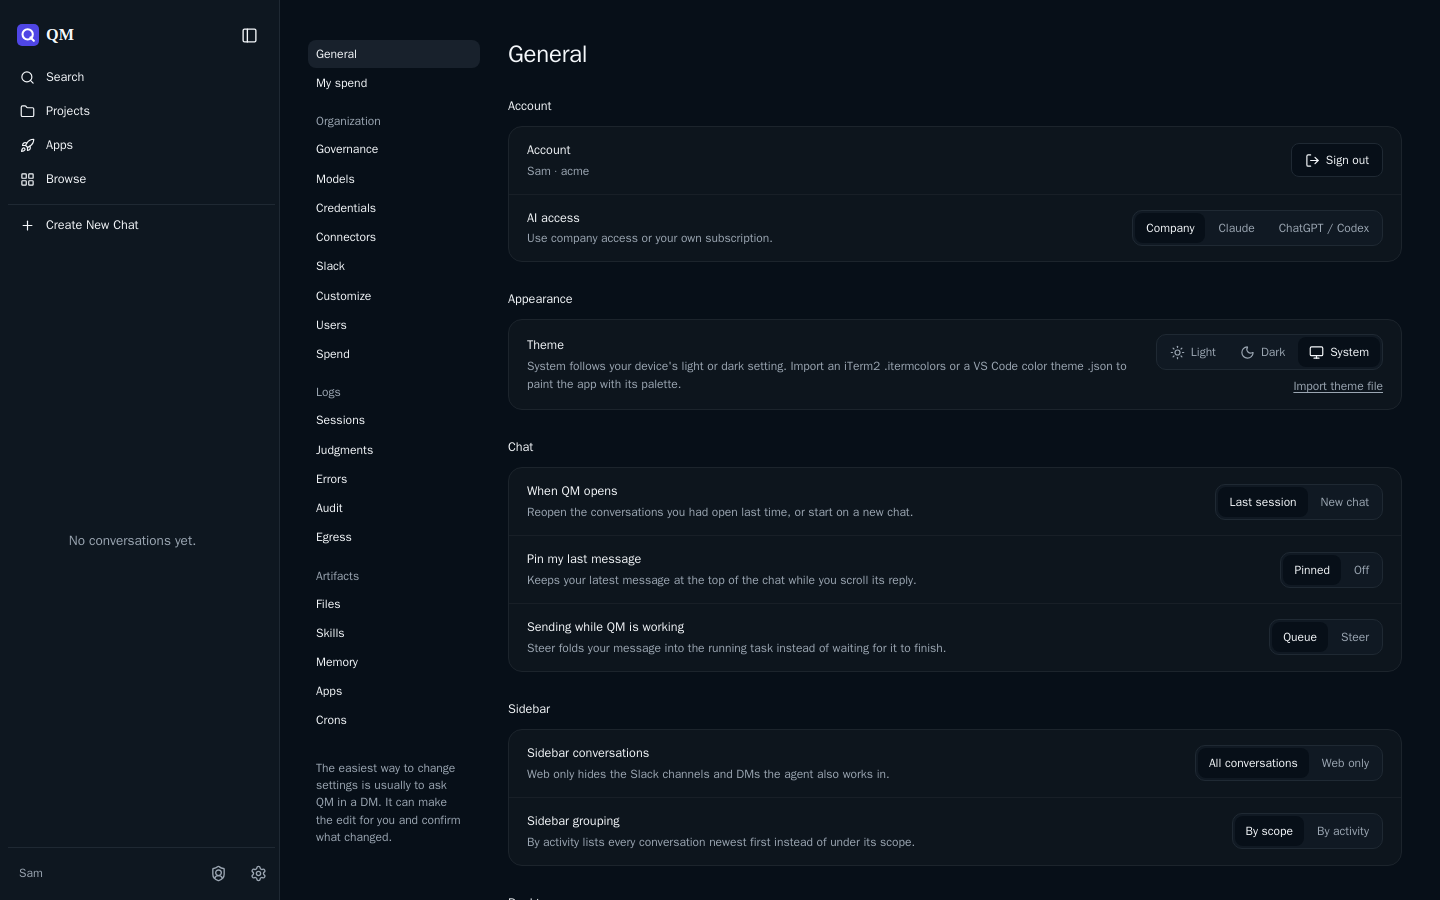 QM
Search
Projects
Apps
Browse
Create New Chat
No conversations yet.
Sam
General
My spend
Organization
Governance
Models
Credentials
Connectors
Slack
Customize
Users
Spend
Logs
Sessions
Judgments
Errors
Audit
Egress
Artifacts
Files
Skills
Memory
Apps
Crons
The easiest way to change
settings is usually to ask
QM in a DM. It can make
the edit for you and confirm
what changed.
General
Account
Account
Sam · acme
Sign out
AI access
Use company access or your own subscription.
Company Claude ChatGPT / Codex
Appearance
Theme
System follows your device's light or dark setting. Import an iTerm2 .itermcolors or a VS Code color theme .json to
paint the app with its palette.
Light Dark System
Import theme file
Chat
When QM opens
Reopen the conversations you had open last time, or start on a new chat.
Last session New chat
Pin my last message
Keeps your latest message at the top of the chat while you scroll its reply.
Pinned Off
Sending while QM is working
Steer folds your message into the running task instead of waiting for it to finish.
Queue Steer
Sidebar
Sidebar conversations
Web only hides the Slack channels and DMs the agent also works in.
All conversations Web only
Sidebar grouping
By activity lists every conversation newest first instead of under its scope.
By scope By activity